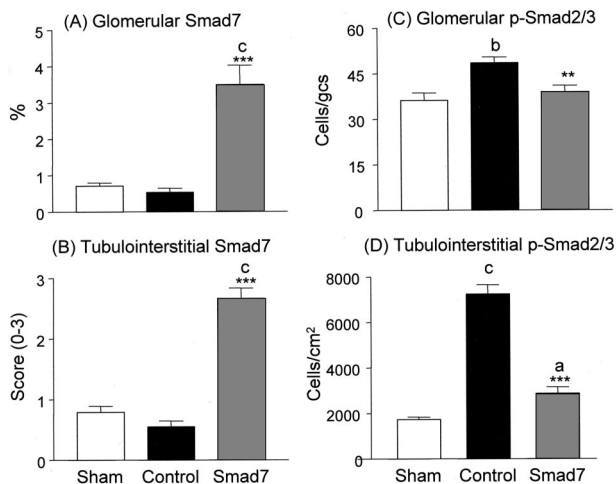 (A) Glomerular Smad7
5
4
3
2
1
0
%
c
***
(C) Glomerular p-Smad2/3
60
45
30
15
0
Cells/gcs
b
**
(B) Tubulointerstitial Smad7
3
2
1
0
Score (0-3)
c
***
Sham Control Smad7
(D) Tubulointerstitial p-Smad2/3
8000
6000
4000
2000
0
Cells/cm²
c
a
***
Sham Control Smad7